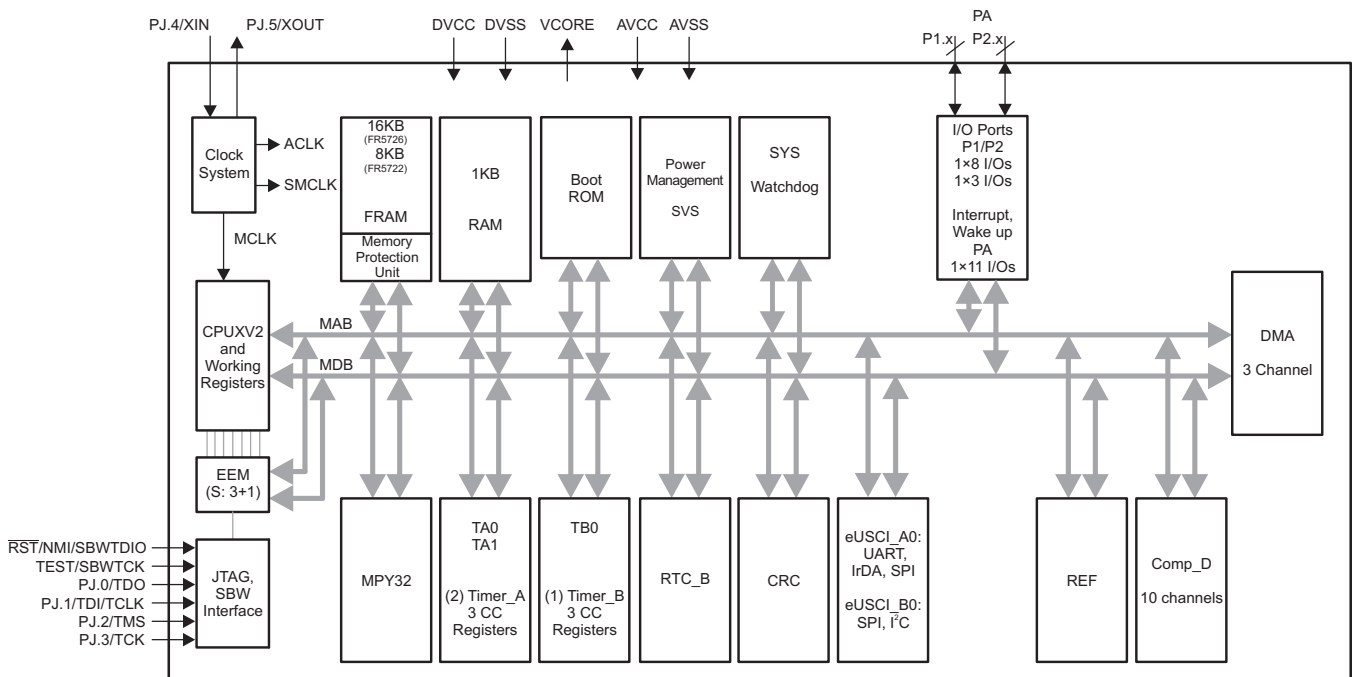 PJ.4/XIN
PJ.5/XOUT
DVCC
DVSS
VCORE
AVCC
AVSS
PA
P1.x
P2.x
Clock
System
ACLK
SMCLK
MCLK
16KB
(FR5726)
8KB
(FR5722)
FRAM
Memory
Protection
Unit
1KB
RAM
Boot
ROM
Power
Management
SVS
SYS
Watchdog
I/O Ports
P1/P2
1×8 I/Os
1×3 I/Os
Interrupt,
Wake up
PA
1×11 I/Os
CPUXV2
and
Working
Registers
MAB
MDB
DMA
3 Channel
EEM
(S: 3+1)
RST/NMI/SBWTDIO
TEST/SBWTCK
PJ.0/TDO
PJ.1/TDI/TCLK
PJ.2/TMS
PJ.3/TCK
JTAG,
SBW
Interface
MPY32
TA0
TA1
(2) Timer_A
3 CC
Registers
TB0
(1) Timer_B
3 CC
Registers
RTC_B
CRC
eUSCI_A0:
UART,
IrDA, SPI
eUSCI_B0:
SPI, I²C
REF
Comp_D
10 channels